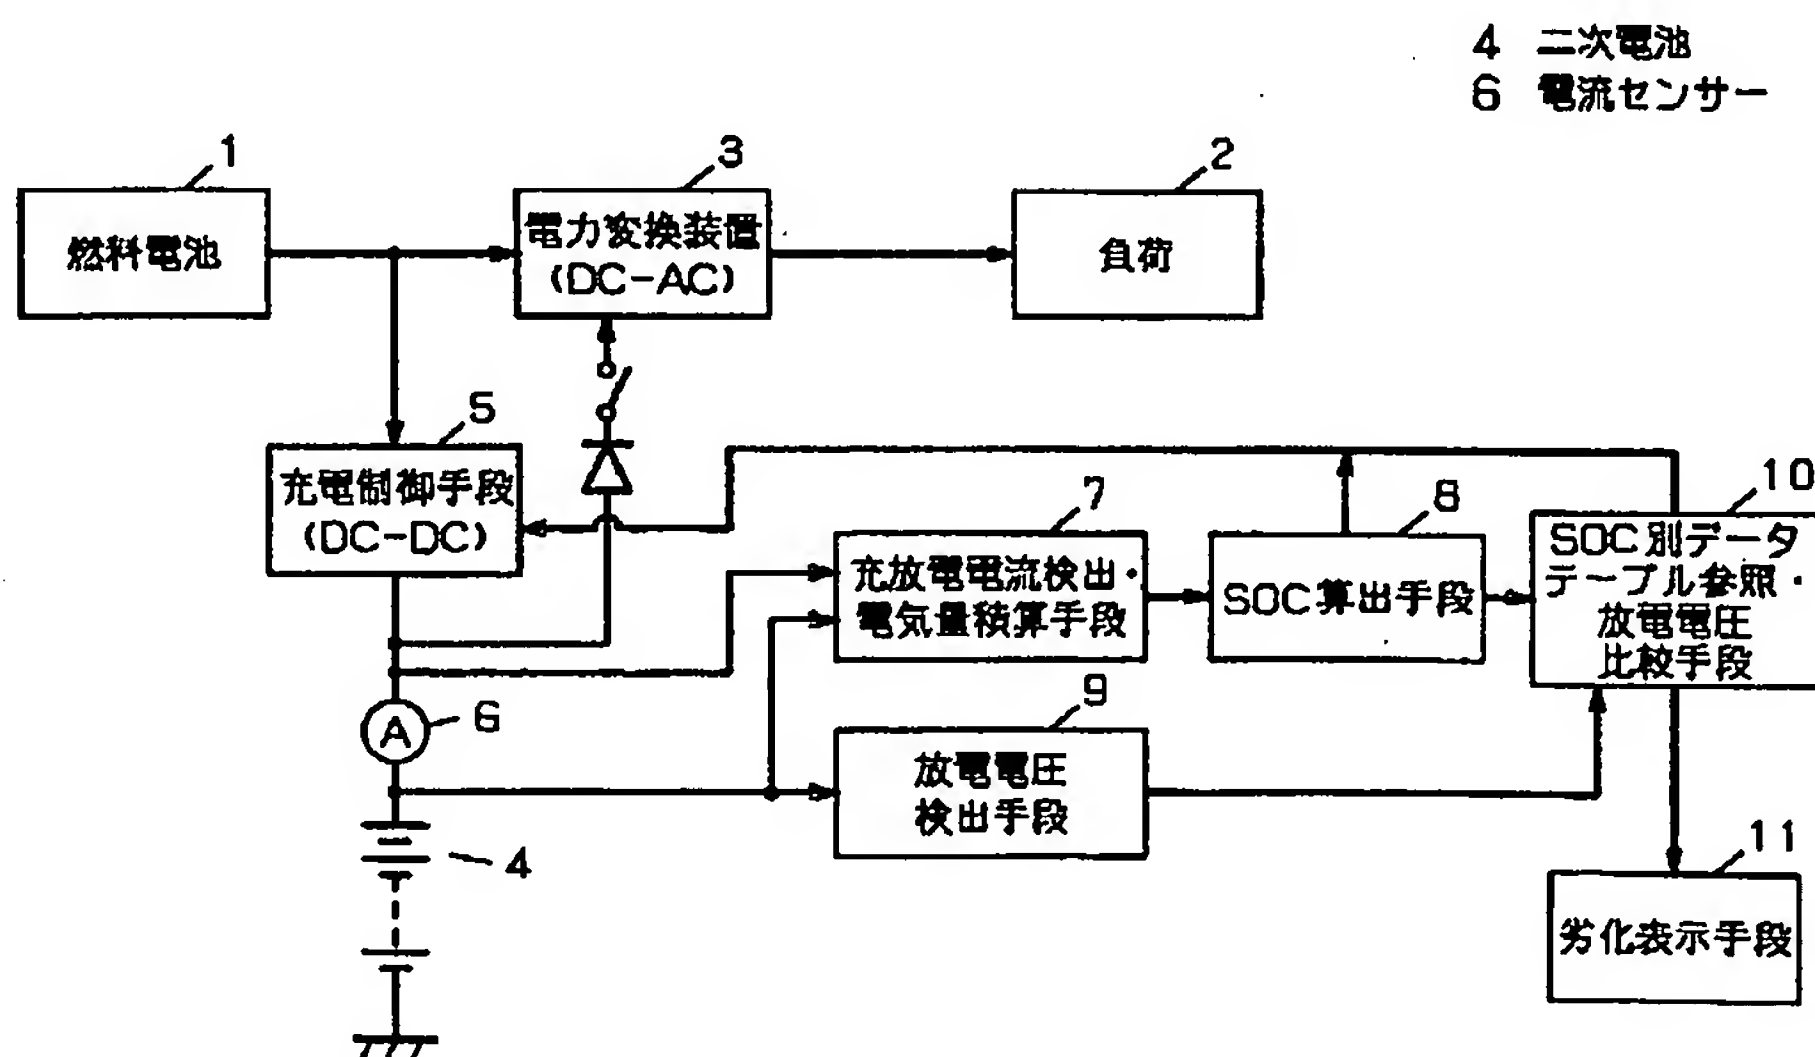 4 二次電池
6 電流センサー
1
3
2
燃料電池
電力変換装置
(DC-AC)
負荷
5
充電制御手段
(DC-DC)
7
8
10
充放電電流検出・
電気量積算手段
SOC算出手段
SOC別データ
テーブル参照・
放電電圧
比較手段
6
A
9
放電電圧
検出手段
4
11
劣化表示手段